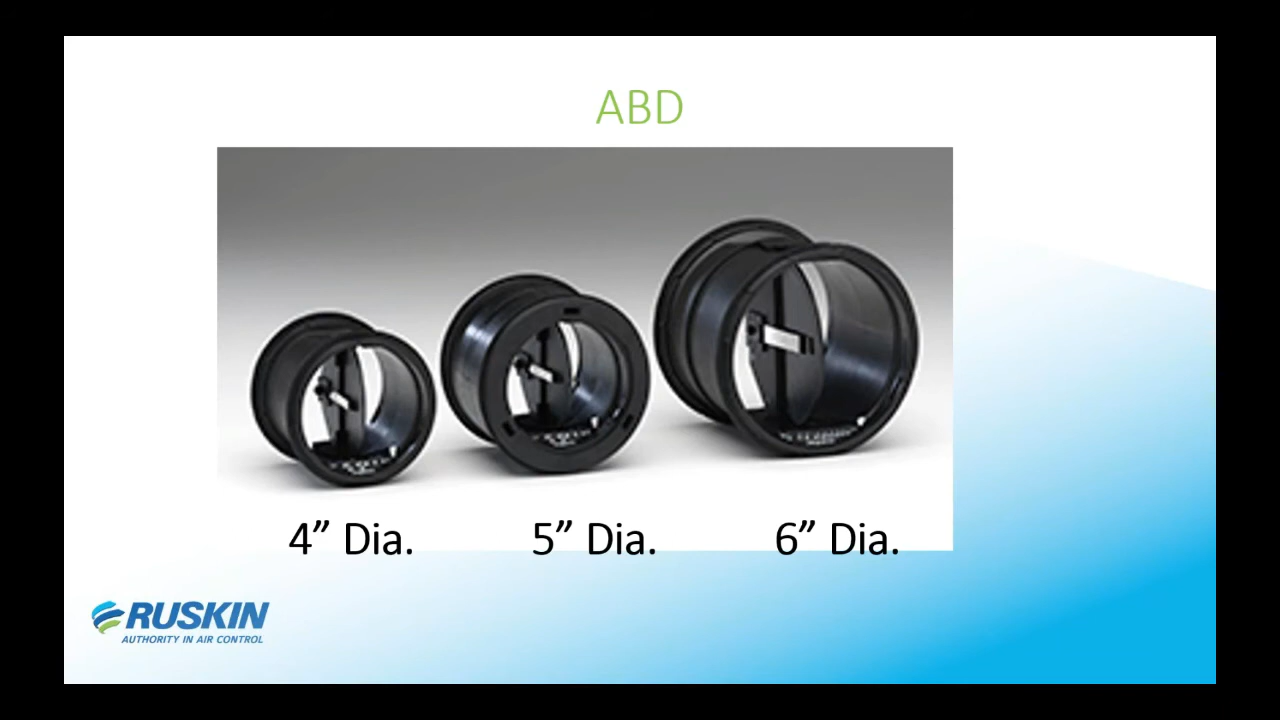 ABD
4” Dia.
5” Dia.
6” Dia.
RUSKIN
AUTHORITY IN AIR CONTROL